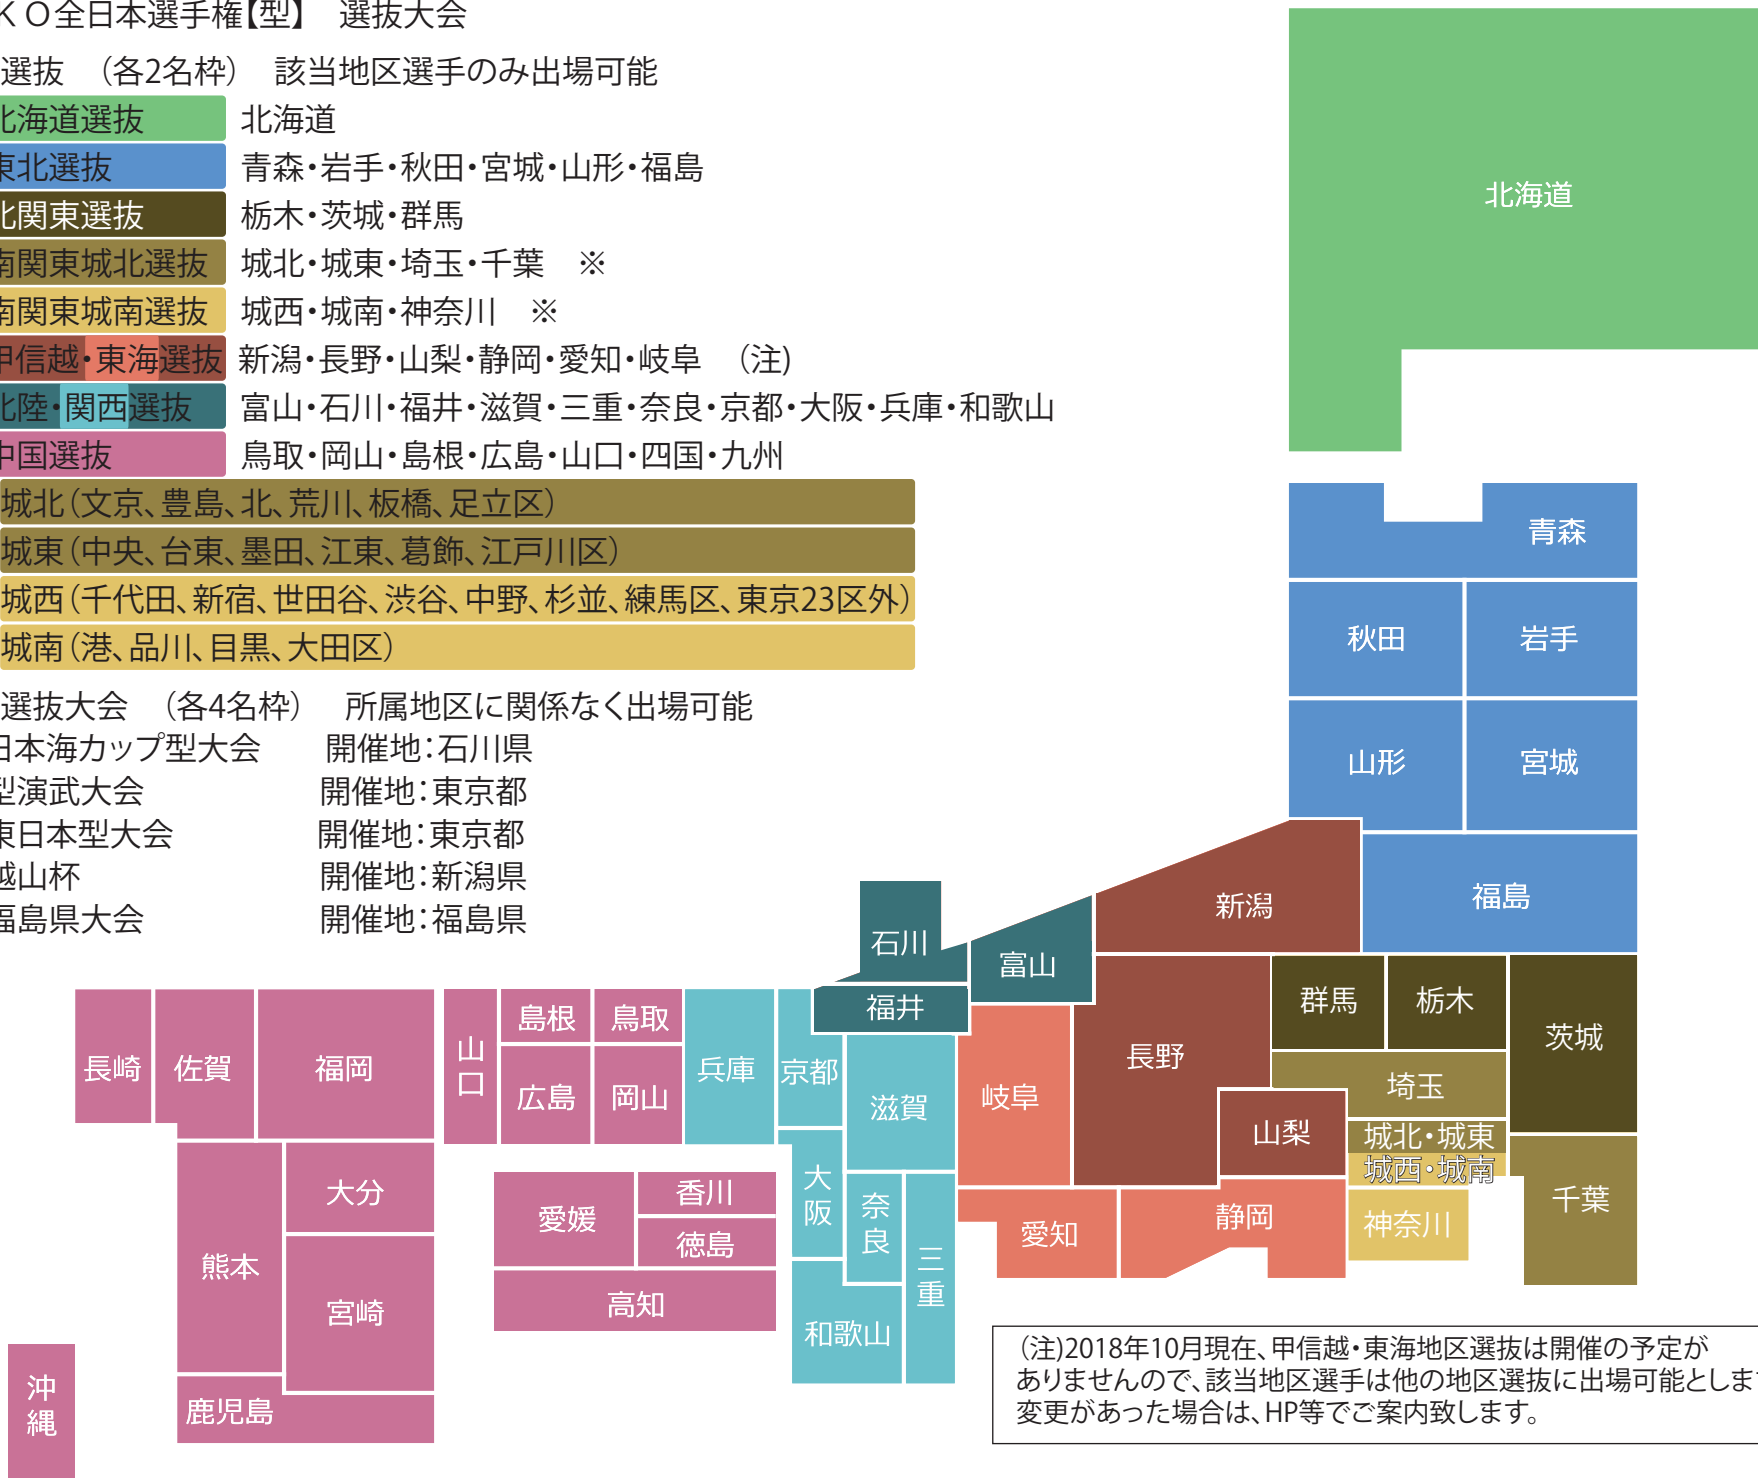 KO全日本選手権【型】 選抜大会
選抜 （各2名枠） 該当地区選手のみ出場可能
北海道選抜 北海道
東北選抜 青森・岩手・秋田・宮城・山形・福島
北関東選抜 栃木・茨城・群馬
南関東城北選抜 城北・城東・埼玉・千葉 ※
南関東城南選抜 城西・城南・神奈川 ※
甲信越・東海選抜 新潟・長野・山梨・静岡・愛知・岐阜 （注)
北陸・関西選抜 富山・石川・福井・滋賀・三重・奈良・京都・大阪・兵庫・和歌山
中国選抜 鳥取・岡山・島根・広島・山口・四国・九州
城北（文京、豊島、北、荒川、板橋、足立区）
城東（中央、台東、墨田、江東、葛飾、江戸川区）
城西（千代田、新宿、世田谷、渋谷、中野、杉並、練馬区、東京23区外）
城南（港、品川、目黒、大田区）
選抜大会 （各4名枠） 所属地区に関係なく出場可能
日本海カップ型大会 開催地：石川県
型演武大会 開催地：東京都
東日本型大会 開催地：東京都
越山杯 開催地：新潟県
福島県大会 開催地：福島県
北海道
青森
秋田
岩手
山形
宮城
新潟
福島
石川
富山
福井
群馬
栃木
茨城
長野
埼玉
山梨
城北・城東
城西・城南
千葉
神奈川
岐阜
愛知
静岡
滋賀
京都
兵庫
大阪
奈良
三重
和歌山
島根
鳥取
山口
広島
岡山
愛媛
香川
徳島
高知
長崎
佐賀
福岡
大分
熊本
宮崎
鹿児島
沖縄
（注)2018年10月現在、甲信越・東海地区選抜は開催の予定が
ありませんので、該当地区選手は他の地区選抜に出場可能とします
変更があった場合は、HP等でご案内致します。